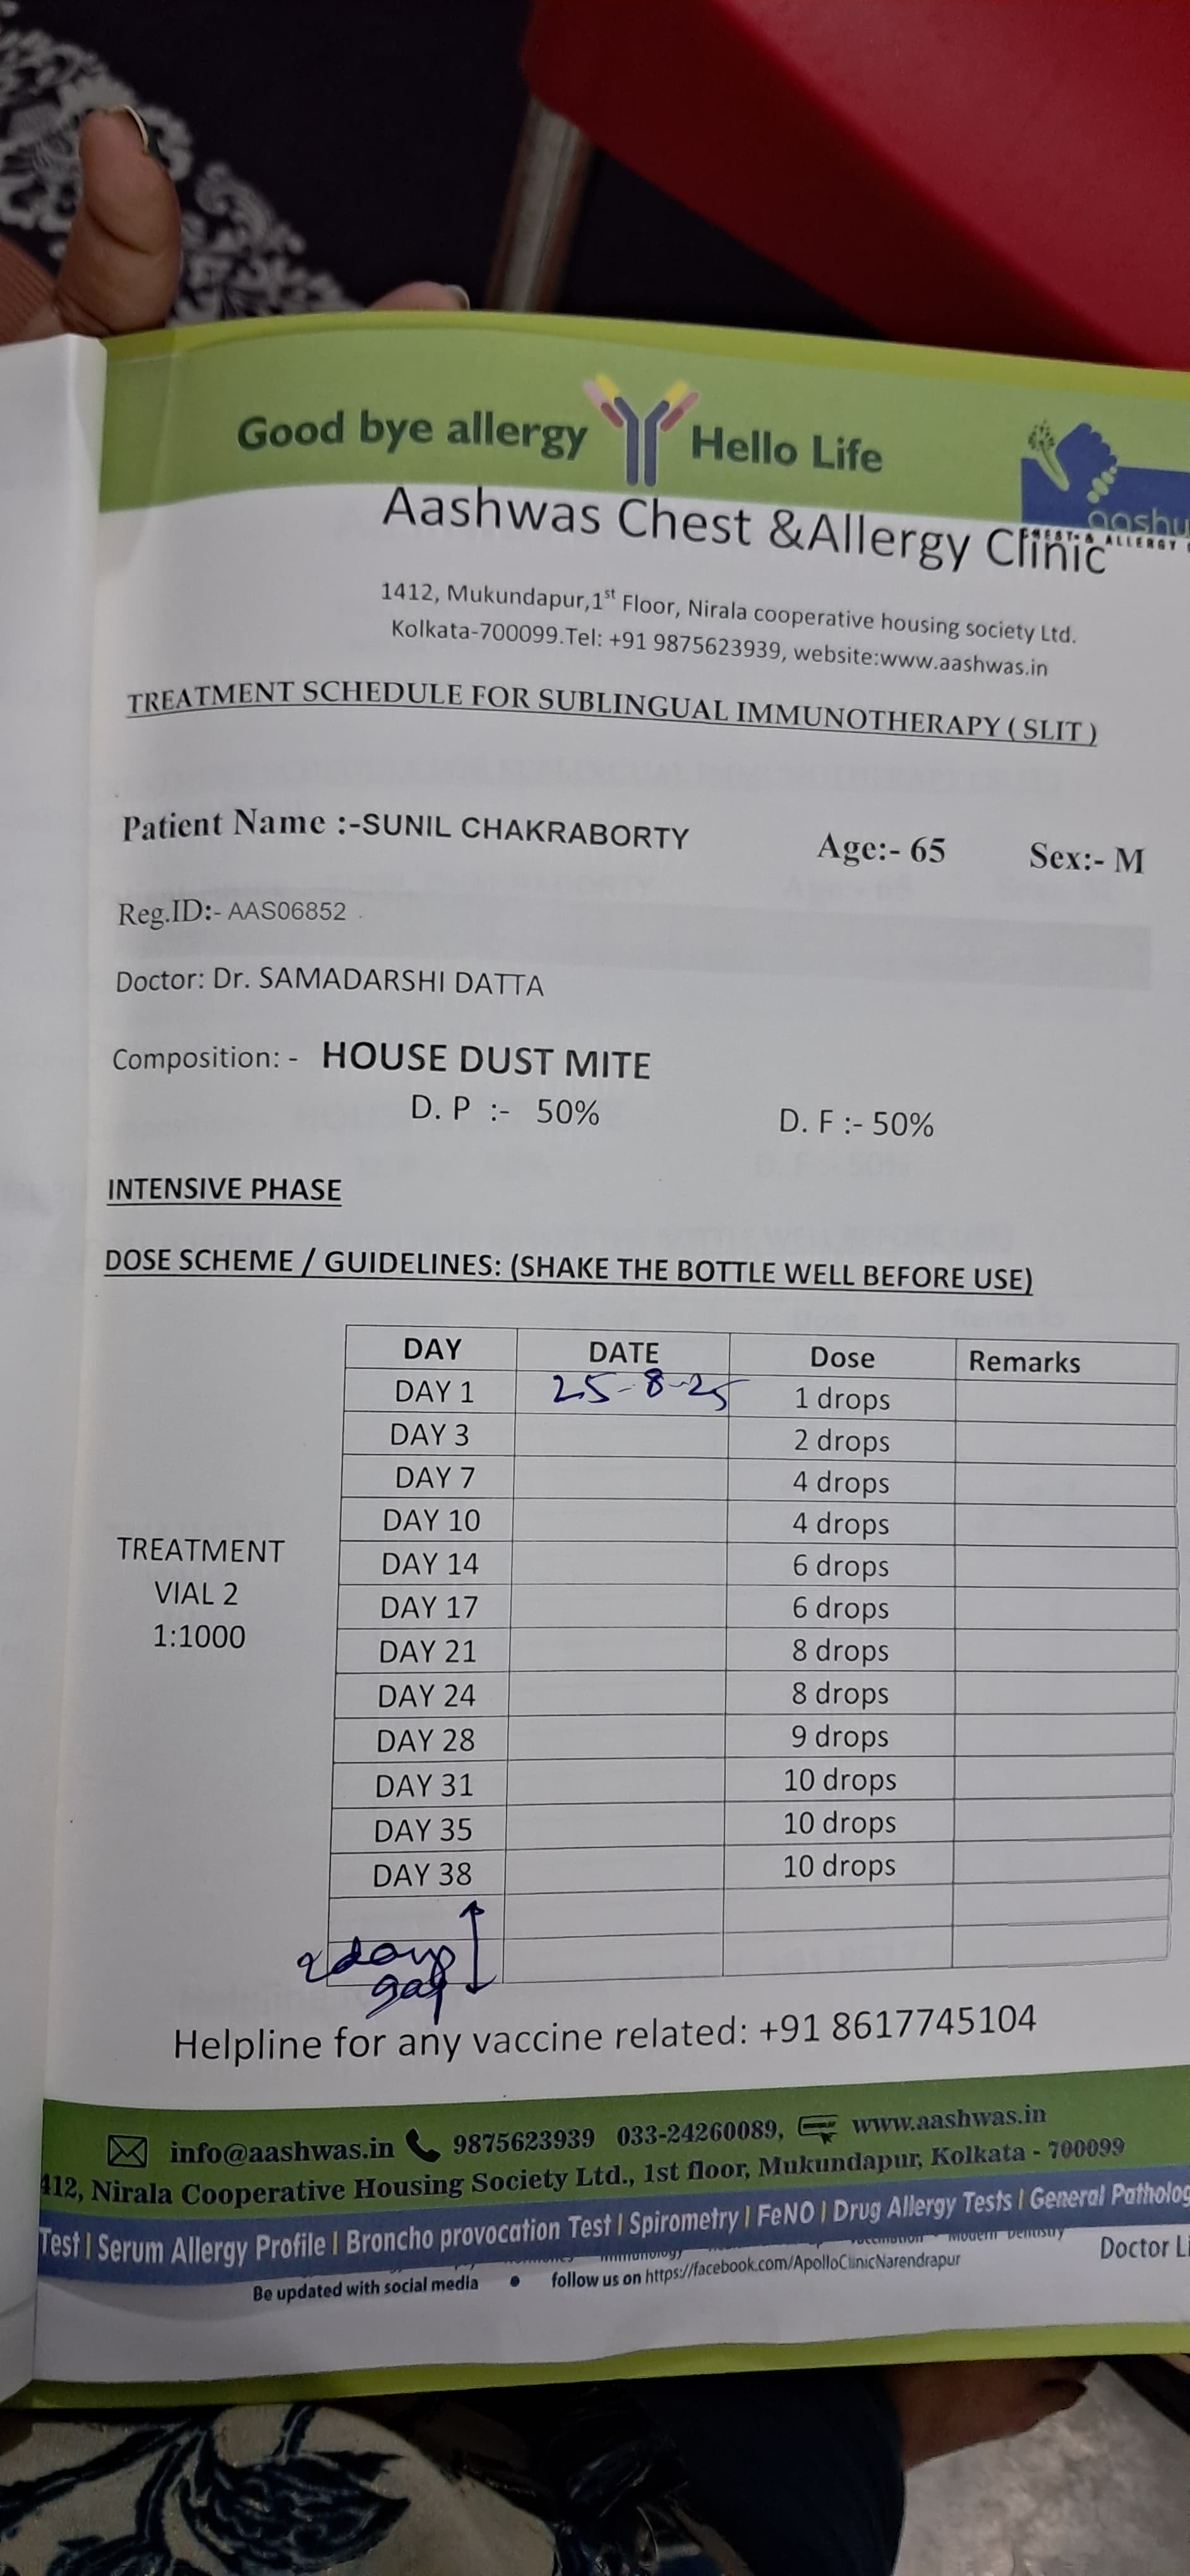 Good bye allergy Hello Life
aashw
CHEST & ALLERGY
Aashwas Chest &Allergy Clinic
1412, Mukundapur,1st Floor, Nirala cooperative housing society Ltd.
Kolkata-700099.Tel: +91 9875623939, website:www.aashwas.in
TREATMENT SCHEDULE FOR SUBLINGUAL IMMUNOTHERAPY ( SLIT )
Patient Name :-SUNIL CHAKRABORTY Age:- 65 Sex:- M
Reg.ID:- AAS06852
Doctor: Dr. SAMADARSHI DATTA
Composition: - HOUSE DUST MITE
D. P :- 50% D. F :- 50%
INTENSIVE PHASE
DOSE SCHEME / GUIDELINES: (SHAKE THE BOTTLE WELL BEFORE USE)
DAY DATE Dose Remarks
DAY 1 25-8-25 1 drops
DAY 3 2 drops
DAY 7 4 drops
DAY 10 4 drops
DAY 14 6 drops
DAY 17 6 drops
DAY 21 8 drops
DAY 24 8 drops
DAY 28 9 drops
DAY 31 10 drops
DAY 35 10 drops
DAY 38 10 drops
TREATMENT
VIAL 2
1:1000
days
gap
Helpline for any vaccine related: +91 8617745104
info@aashwas.in 9875623939 033-24260089, www.aashwas.in
412, Nirala Cooperative Housing Society Ltd., 1st floor, Mukundapur, Kolkata - 700099
Test | Serum Allergy Profile | Broncho provocation Test | Spirometry | FeNO | Drug Allergy Tests | General Patholog
Immunology Vaccination • Modern Dentistry
Doctor Li
Be updated with social media • follow us on https://facebook.com/ApolloClinicNarendrapur